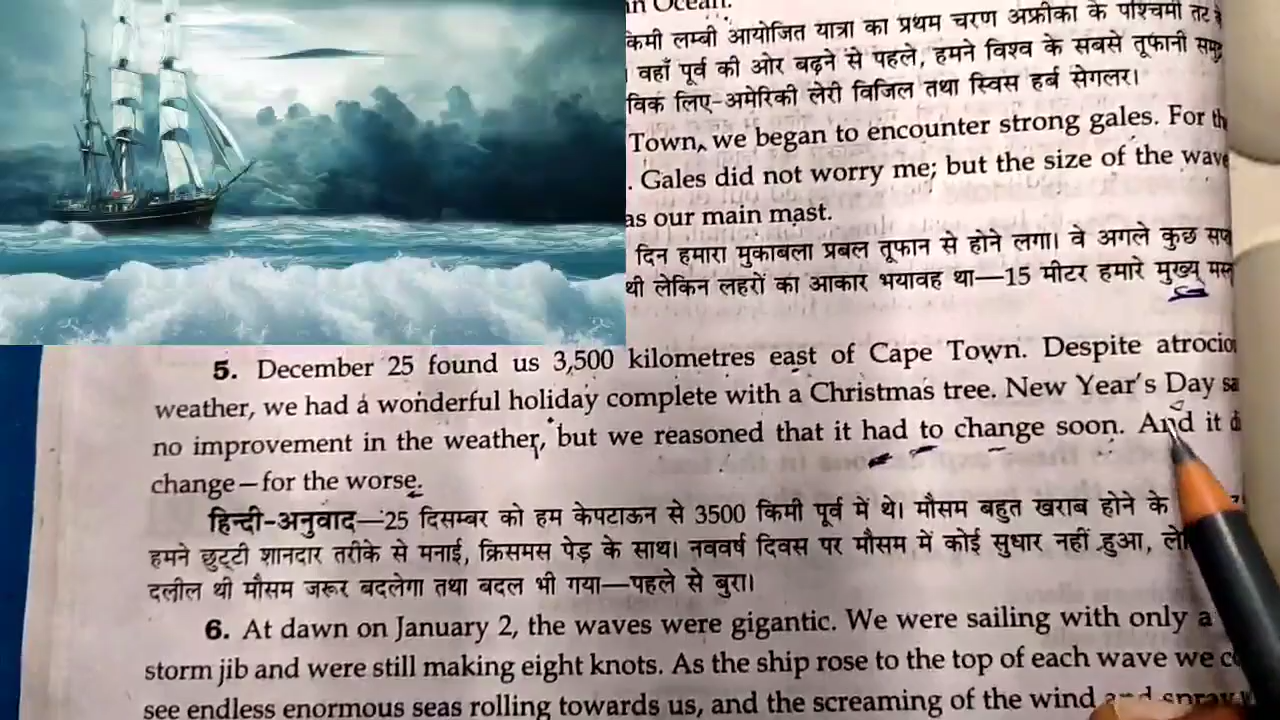 n Ocean.
किमी लम्बी आयोजित यात्रा का प्रथम चरण अफ्रीका के पश्चिमी तट
वहाँ पूर्व की ओर बढ़ने से पहले, हमने विश्व के सबसे तूफानी समुद्र
विक लिए-अमेरिकी लेरी विजिल तथा स्विस हर्ब सेगलर।
Town, we began to encounter strong gales. For th
. Gales did not worry me; but the size of the wave
as our main mast.
दिन हमारा मुकाबला प्रबल तूफान से होने लगा। वे अगले कुछ सप्त
थी लेकिन लहरों का आकार भयावह था—15 मीटर हमारे मुख्य मस्त
5. December 25 found us 3,500 kilometres east of Cape Town. Despite atrocio
weather, we had a wonderful holiday complete with a Christmas tree. New Year's Day sa
no improvement in the weather, but we reasoned that it had to change soon. And it d
change—for the worse.
हिन्दी-अनुवाद—25 दिसम्बर को हम केपटाऊन से 3500 किमी पूर्व में थे। मौसम बहुत खराब होने के
हमने छुट्टी शानदार तरीके से मनाई, क्रिसमस पेड़ के साथ। नववर्ष दिवस पर मौसम में कोई सुधार नहीं हुआ, ले
दलील थी मौसम जरूर बदलेगा तथा बदल भी गया—पहले से बुरा।
6. At dawn on January 2, the waves were gigantic. We were sailing with only a
storm jib and were still making eight knots. As the ship rose to the top of each wave we c
see endless enormous seas rolling towards us, and the screaming of the wind and spray